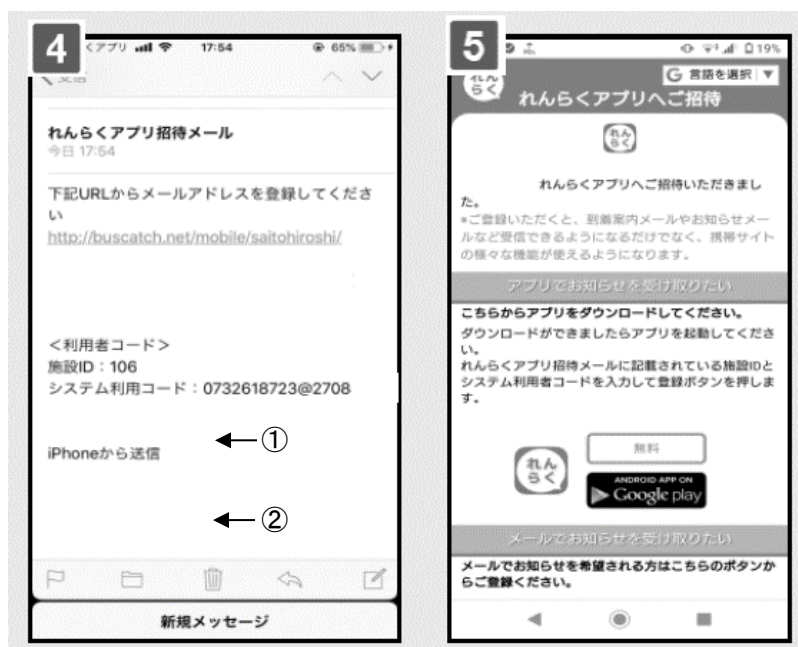 4
くアプリ 17:54 65%
れんらくアプリ招待メール
今日 17:54
下記URLからメールアドレスを登録してくださ
い
http://buscatch.net/mobile/saitohiroshi/
＜利用者コード＞
施設ID：106
システム利用コード：0732618723@2708
①
iPhoneから送信
②
新規メッセージ
5
19%
れんらく
G 言語を選択 ▼
れんらくアプリへご招待
れんらく
れんらくアプリへご招待いただきまし
た。
*ご登録いただくと、到着案内メールやお知らせメー
ルなど受信できるようになるだけでなく、携帯サイト
の様々な機能が使えるようになります。
アプリでお知らせを受け取りたい
こちらからアプリをダウンロードしてください。
ダウンロードができましたらアプリを起動してくださ
い。
れんらくアプリ招待メールに記載されている施設IDと
システム利用者コードを入力して登録ボタンを押しま
す。
れんらく
無料
ANDROID APP ON
Google play
メールでお知らせを受け取りたい
メールでお知らせを希望される方はこちらのボタンか
らご登録ください。